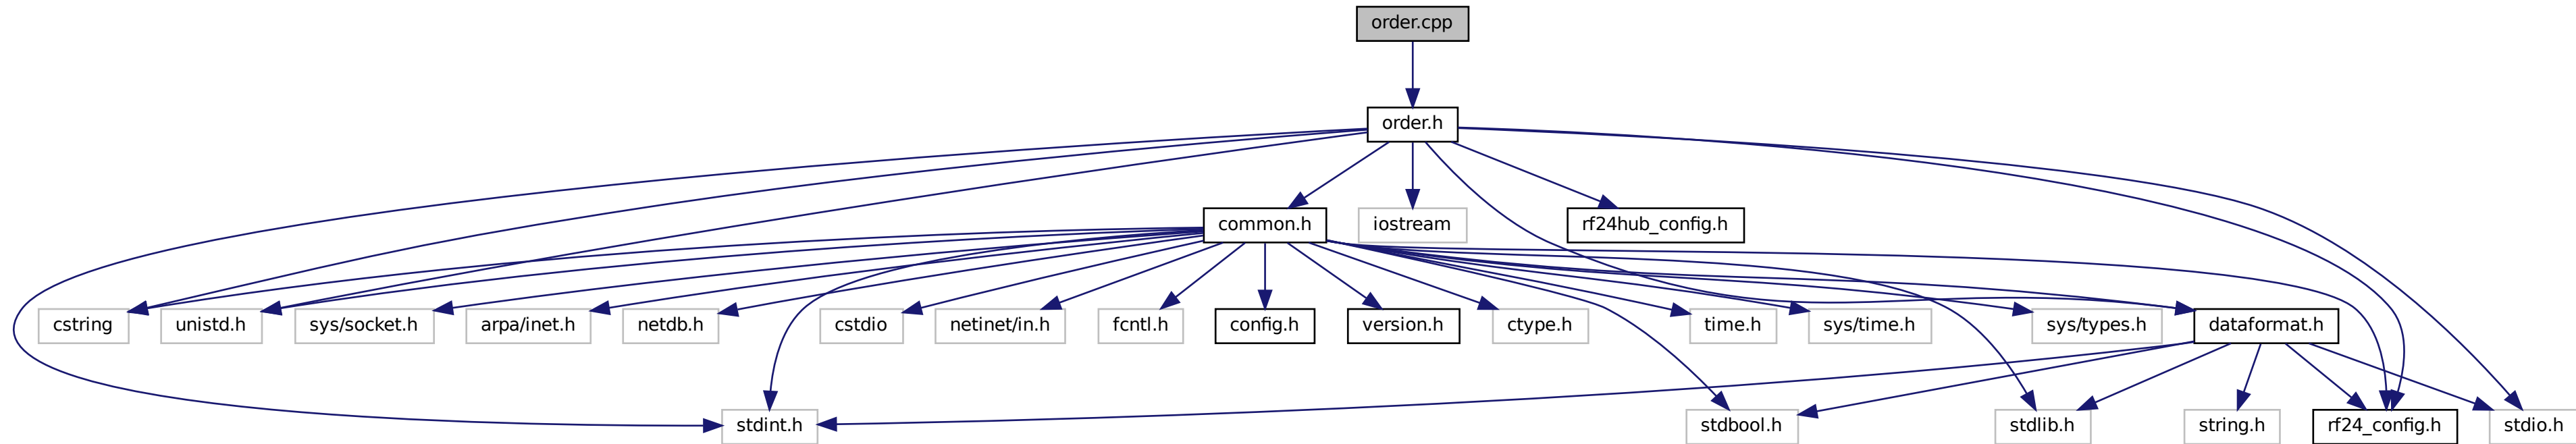 order.cpp
order.h
common.h
iostream
rf24hub_config.h
cstring
unistd.h
sys/socket.h
arpa/inet.h
netdb.h
cstdio
netinet/in.h
fcntl.h
config.h
version.h
ctype.h
time.h
sys/time.h
sys/types.h
dataformat.h
stdint.h
stdbool.h
stdlib.h
string.h
rf24_config.h
stdio.h